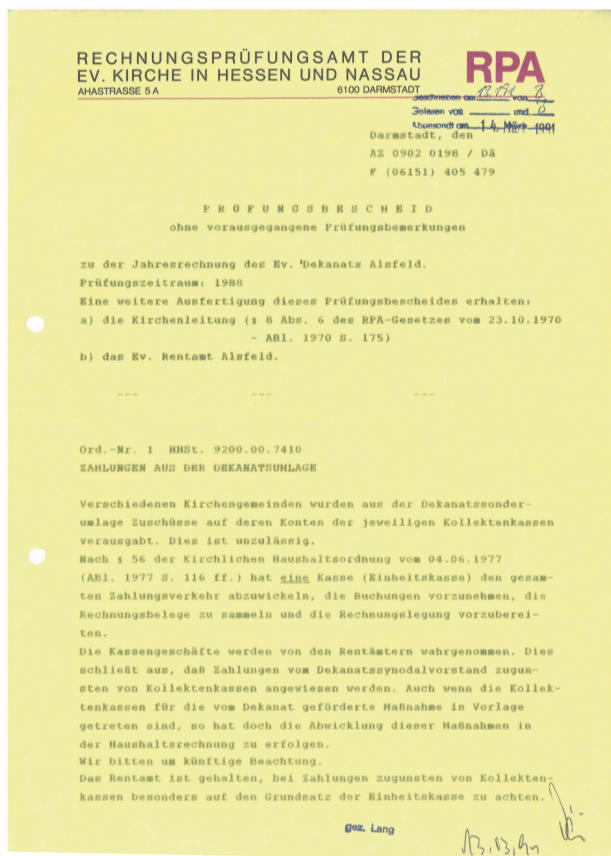 RECHNUNGSPRÜFUNGSAMT DER
EV. KIRCHE IN HESSEN UND NASSAU
AHASTRASSE 5 A 6100 DARMSTADT
RPA
Geschrieben am 13.3.91 von B
Gelesen von und B
Abgesandt am 14. März 1991
Darmstadt, den
AZ 0902 0198 / Dä
F (06151) 405 479
PRÜFUNGSBESCHEID
ohne vorausgegangene Prüfungsbemerkungen
zu der Jahresrechnung des Ev. 'Dekanats Alsfeld.
Prüfungszeitraum: 1988
Eine weitere Ausfertigung dieses Prüfungsbescheides erhalten:
a) die Kirchenleitung (§ 8 Abs. 6 des RPA-Gesetzes vom 23.10.1970
- ABl. 1970 S. 175)
b) das Ev. Rentamt Alsfeld.
--- --- ---
Ord.-Nr. 1 HHSt. 9200.00.7410
ZAHLUNGEN AUS DER DEKANATSUMLAGE
Verschiedenen Kirchengemeinden wurden aus der Dekanatssonder-
umlage Zuschüsse auf deren Konten der jeweiligen Kollektenkassen
verausgabt. Dies ist unzulässig.
Nach § 56 der Kirchlichen Haushaltsordnung vom 04.06.1977
(ABl. 1977 S. 116 ff.) hat eine Kasse (Einheitskasse) den gesam-
ten Zahlungsverkehr abzuwickeln, die Buchungen vorzunehmen, die
Rechnungsbelege zu sammeln und die Rechnungslegung vorzuberei-
ten.
Die Kassengeschäfte werden von den Rentämtern wahrgenommen. Dies
schließt aus, daß Zahlungen vom Dekanatssynodalvorstand zugun-
sten von Kollektenkassen angewiesen werden. Auch wenn die Kollek-
tenkassen für die vom Dekanat geförderte Maßnahme in Vorlage
getreten sind, so hat doch die Abwicklung dieser Maßnahmen in
der Haushaltsrechnung zu erfolgen.
Wir bitten um künftige Beachtung.
Das Rentamt ist gehalten, bei Zahlungen zugunsten von Kollekten-
kassen besonders auf den Grundsatz der Einheitskasse zu achten.
gez. Lang